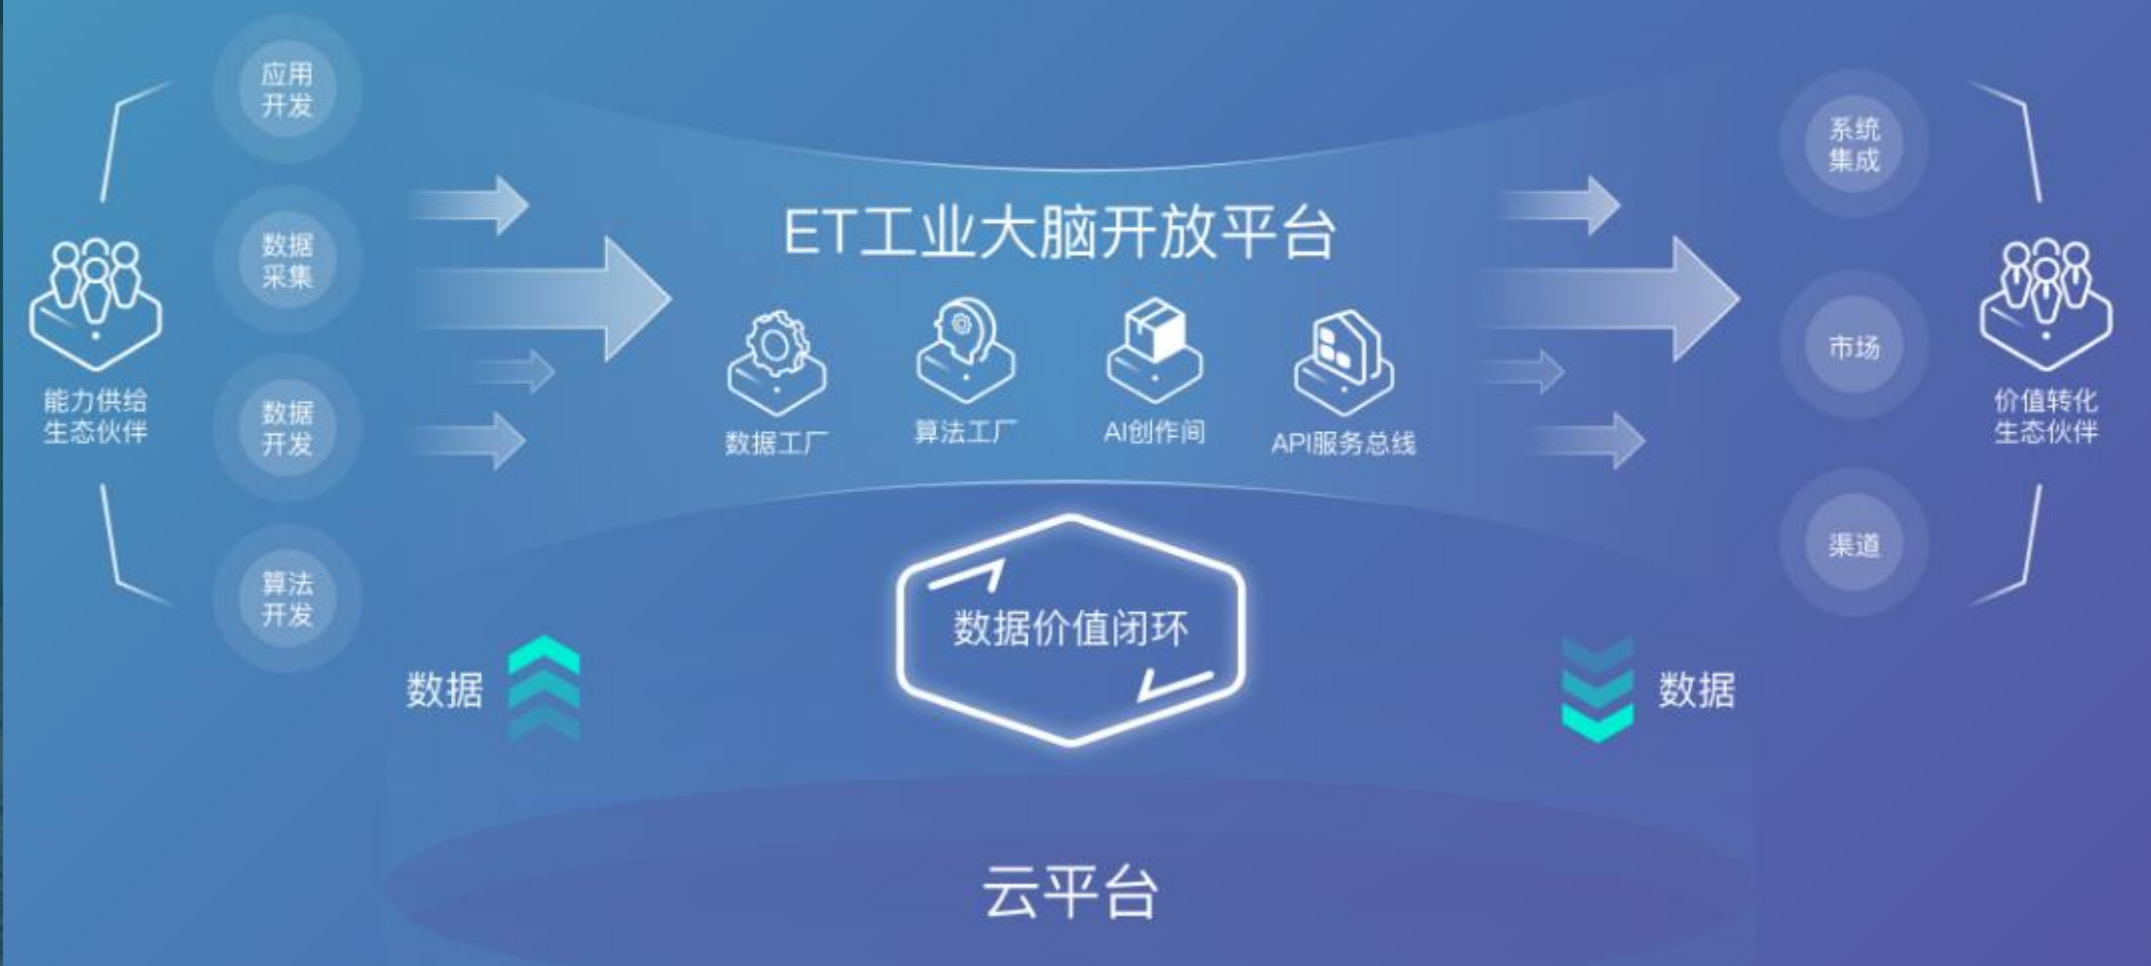 应用
开发
数据
采集
数据
开发
算法
开发
能力供给
生态伙伴
ET工业大脑开放平台
数据工厂
算法工厂
AI创作间
API服务总线
数据价值闭环
数据
数据
云平台
系统
集成
市场
渠道
价值转化
生态伙伴